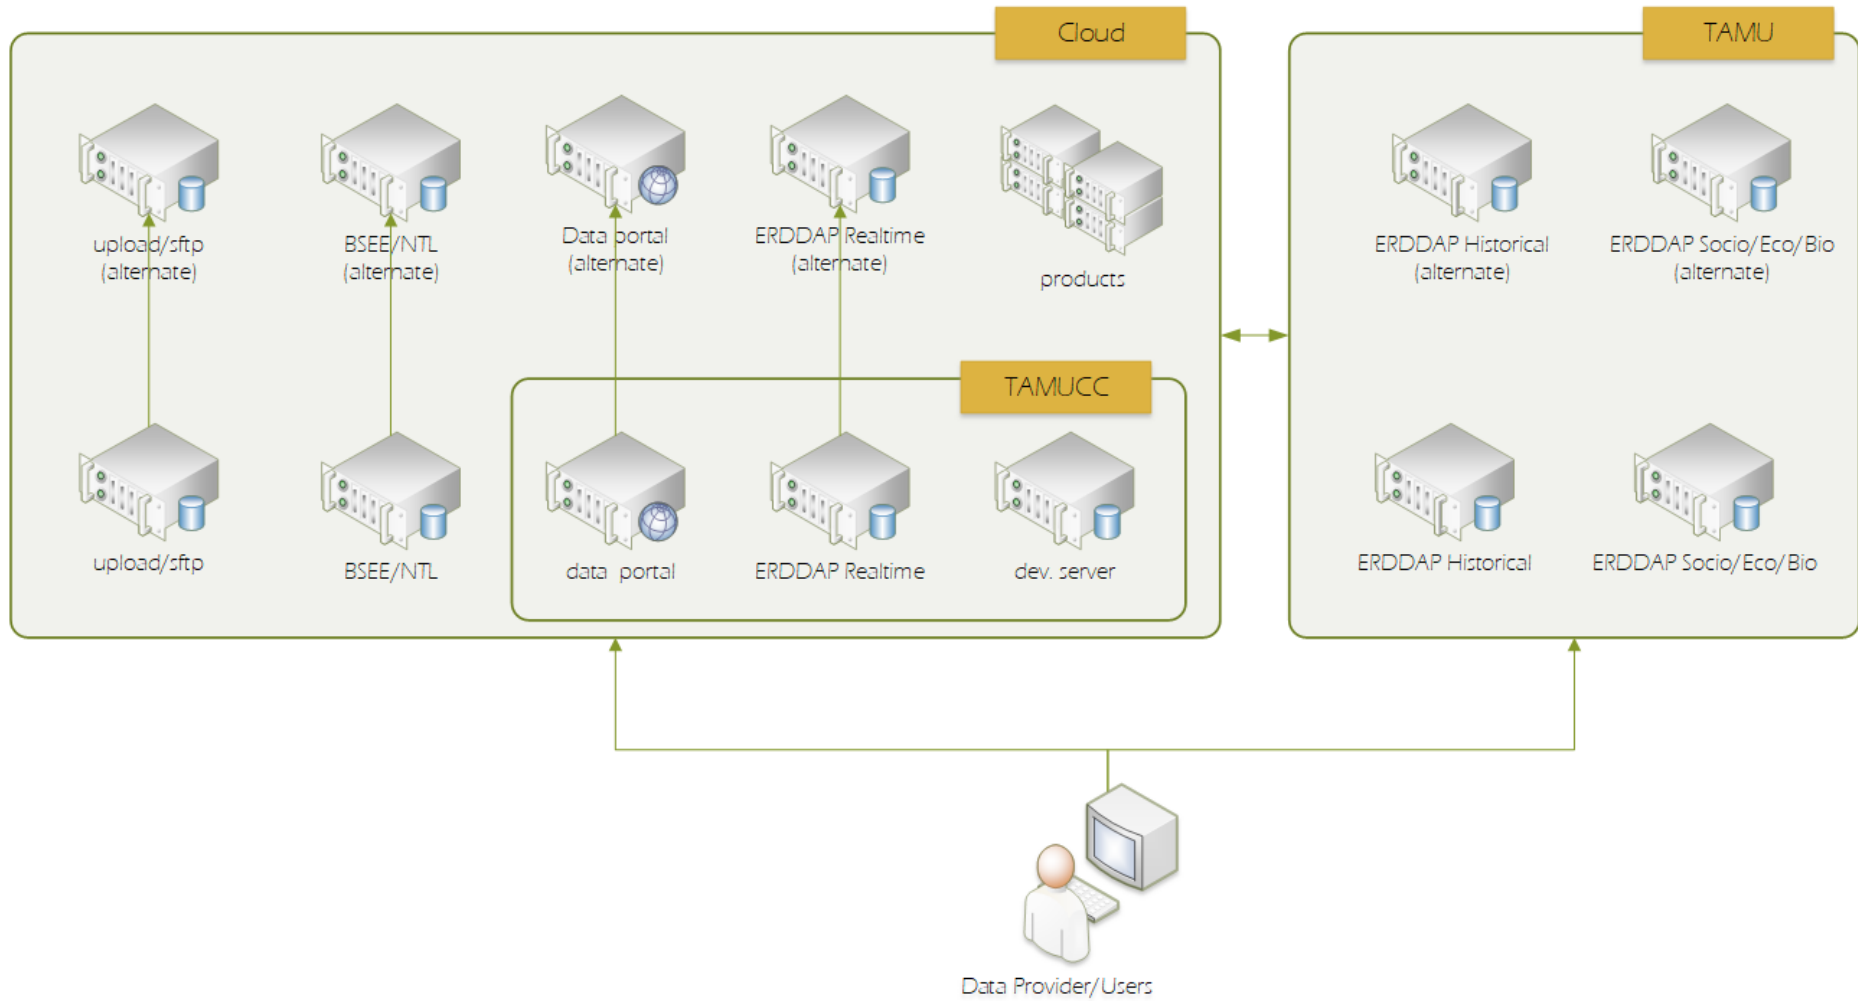 Cloud
TAMU
upload/sftp
(alternate)
BSEE/NTL
(alternate)
Data portal
(alternate)
ERDDAP Realtime
(alternate)
products
ERDDAP Historical
(alternate)
ERDDAP Socio/Eco/Bio
(alternate)
TAMUCC
upload/sftp
BSEE/NTL
data portal
ERDDAP Realtime
dev. server
ERDDAP Historical
ERDDAP Socio/Eco/Bio
Data Provider/Users